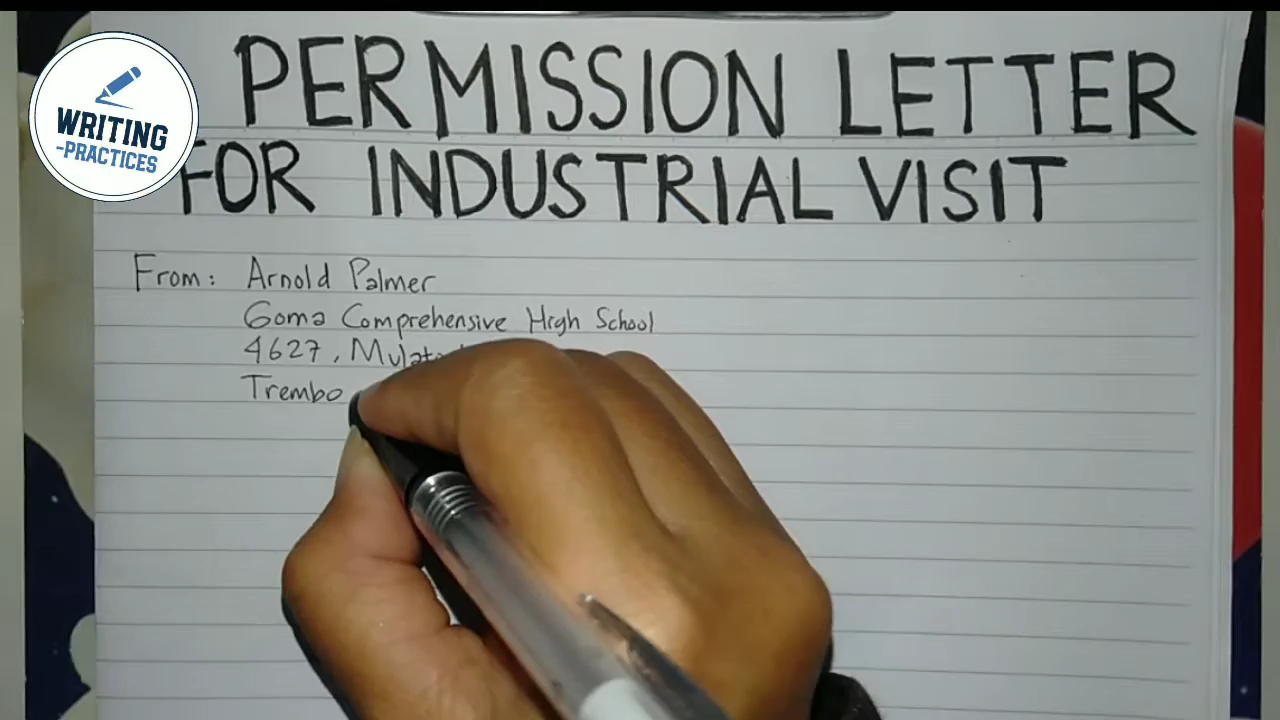 WRITING
-PRACTICES
PERMISSION LETTER
FOR INDUSTRIAL VISIT
From: Arnold Palmer
Goma Comprehensive High School
4627,
Trembo